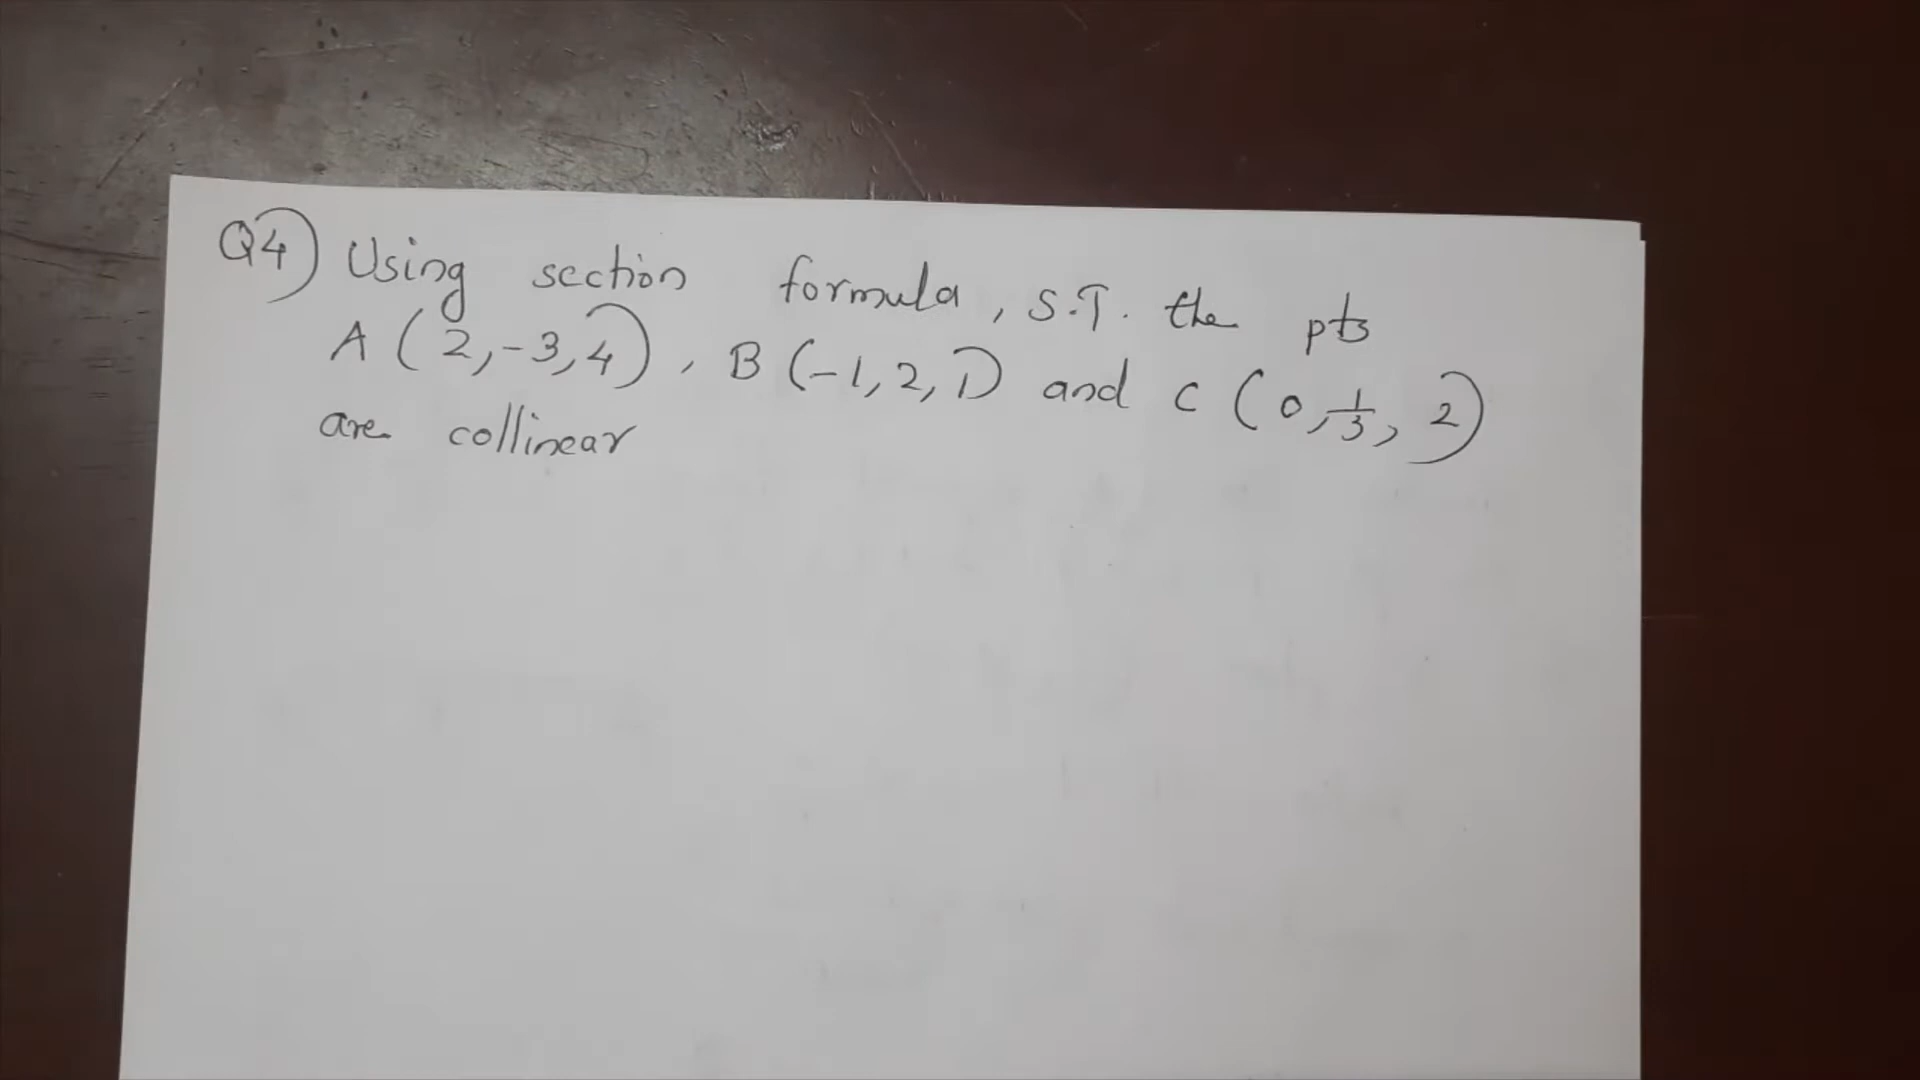 Q4) Using section formula, S.T. the pts
A (2,-3,4), B (-1,2,1) and C (0,1/3, 2)
are collinear